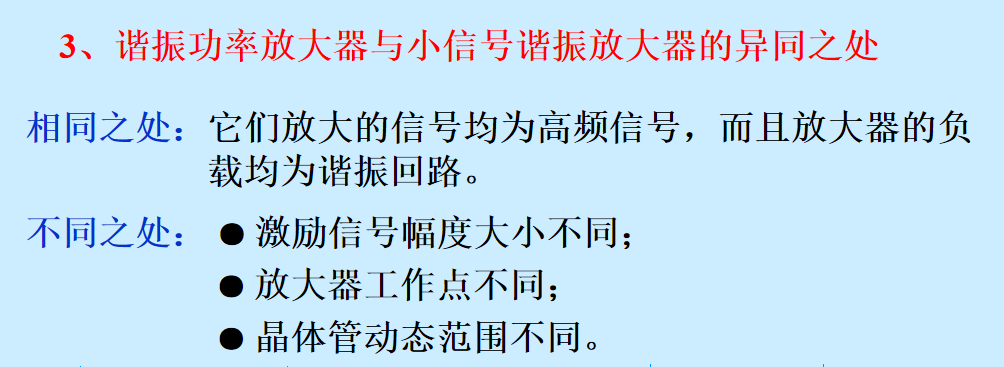 3、谐振功率放大器与小信号谐振放大器的异同之处
相同之处：它们放大的信号均为高频信号，而且放大器的负
载均为谐振回路。
不同之处： ● 激励信号幅度大小不同；
● 放大器工作点不同；
● 晶体管动态范围不同。